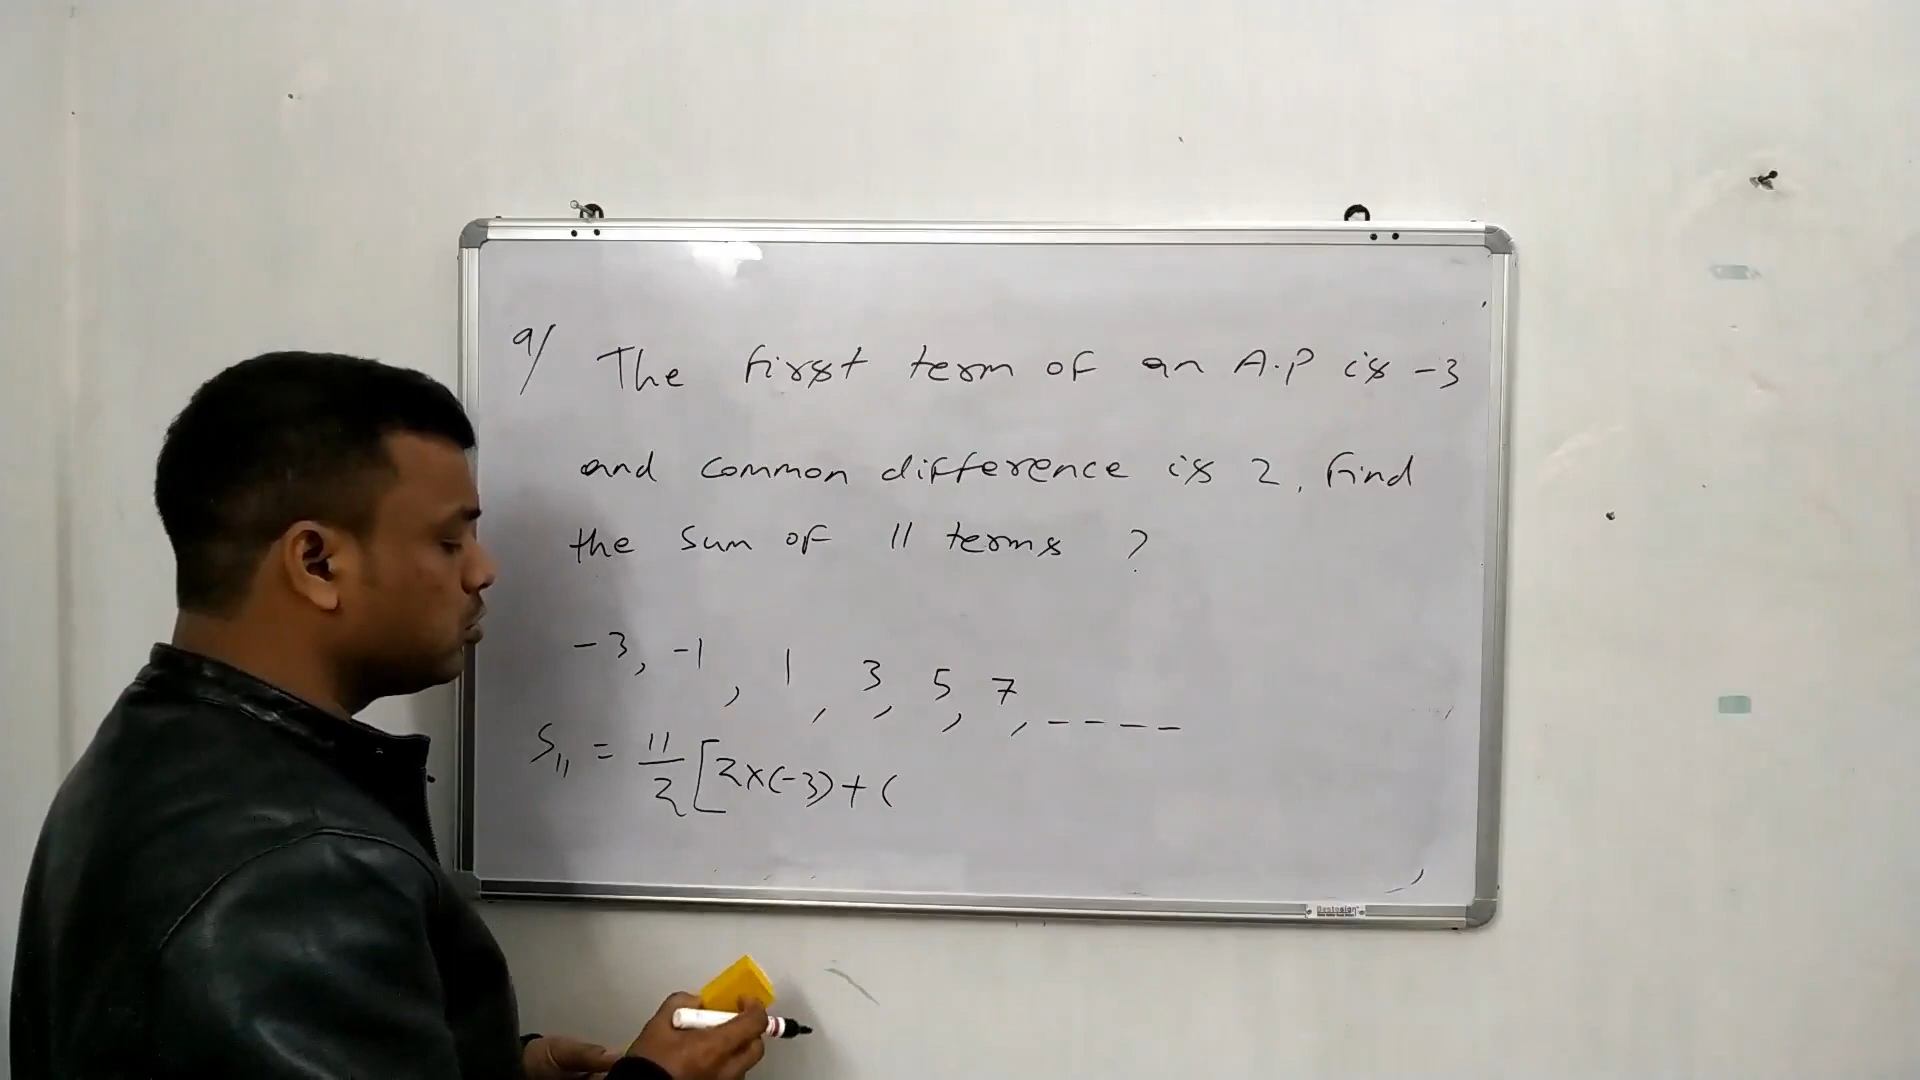 q/ The first term of an A.P is -3
and common difference is 2. Find
the sum of 11 terms ?
-3, -1, 1, 3, 5, 7, ----
S₁₁ = 11/2 [2×(-3)+(